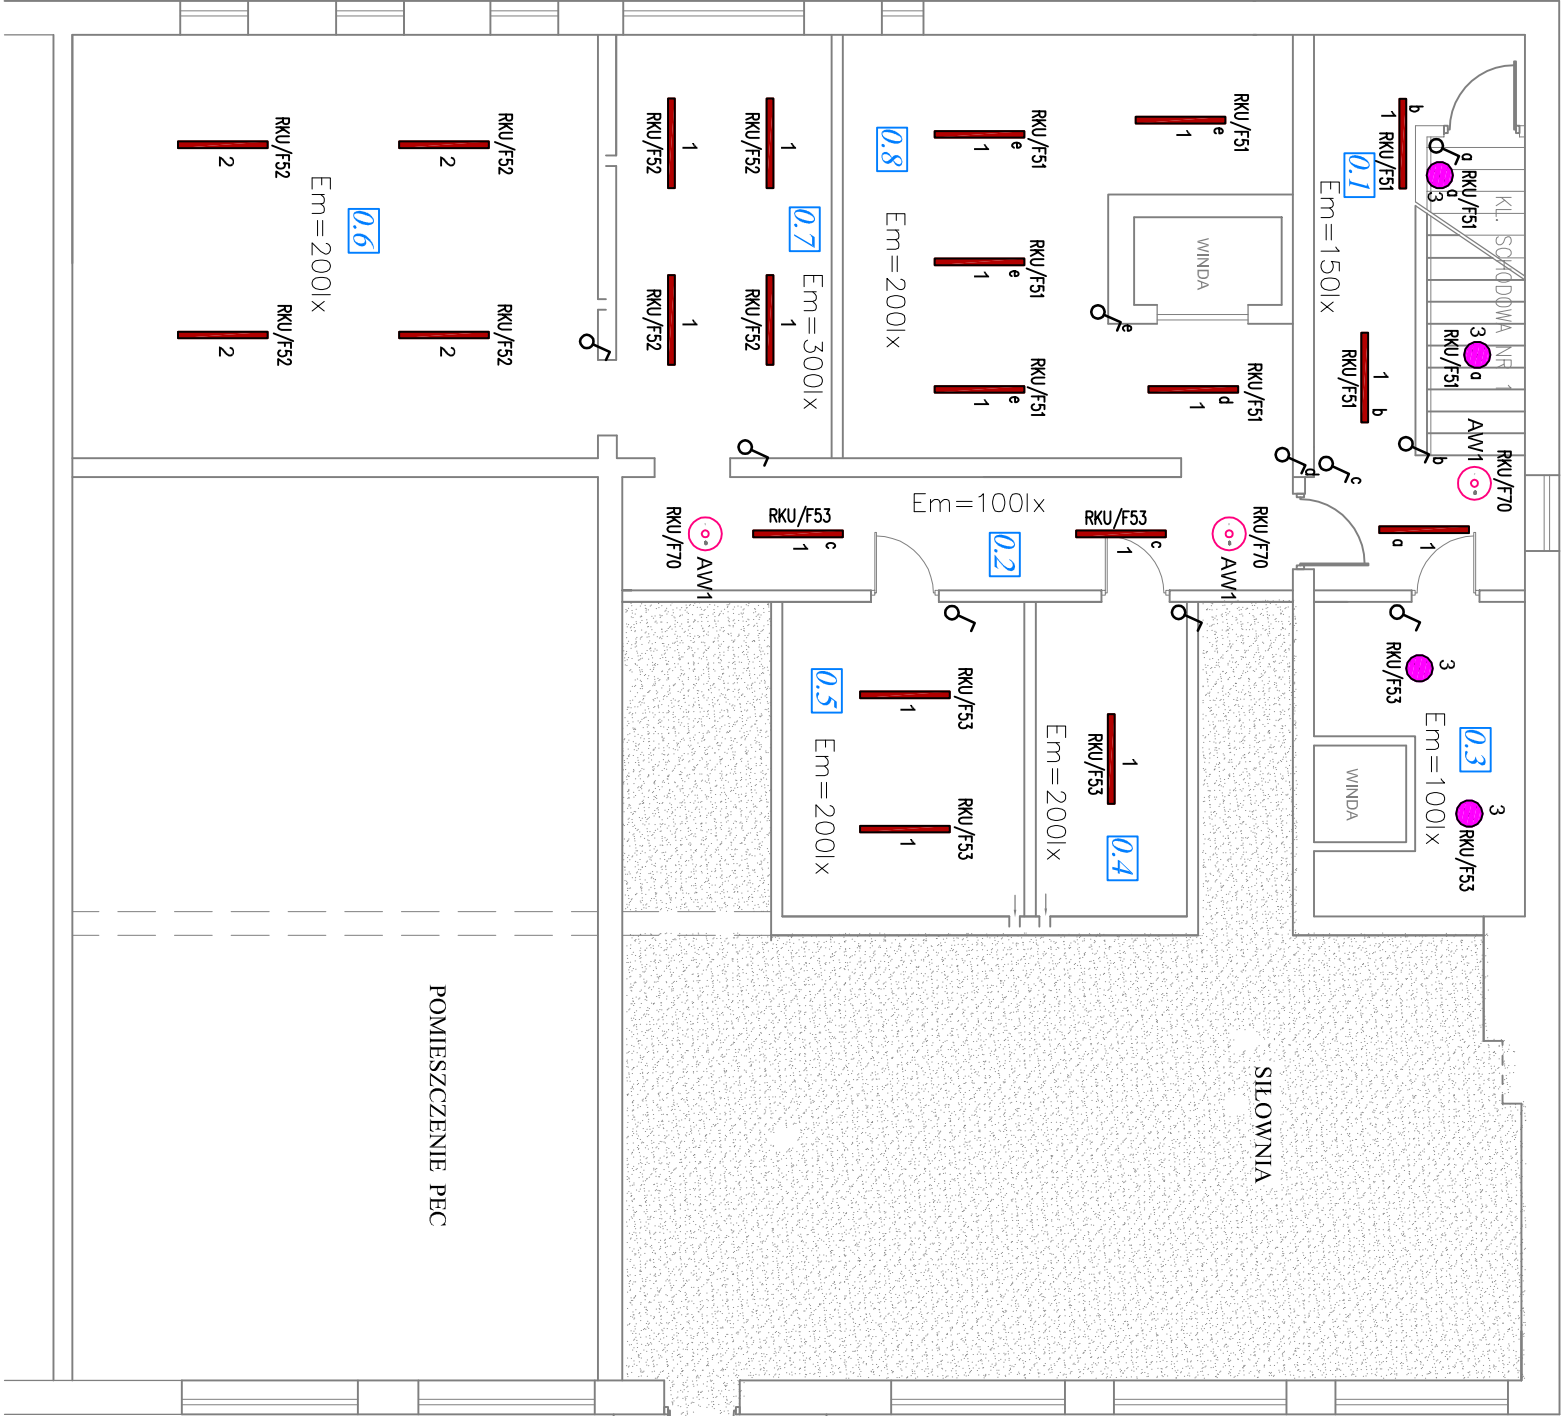 RKU/F52
2
RKU/F52
2
Em=200lx
0.6
RKU/F52
2
RKU/F52
2
1
RKU/F52
1
RKU/F52
0.7
Em=300lx
1
RKU/F52
1
RKU/F52
0.8
Em=200lx
RKU/F51
e
1
RKU/F51
e
1
RKU/F51
e
1
RKU/F51
e
1
WINDA
e
RKU/F51
d
1
d
b
1
RKU/F51
0.1
Em=150lx
a
a
3
RKU/F51
KL. SCHODOWA NR 1
3
RKU/F51
a
1
RKU/F51
b
b
c
AW1
RKU/F70
1
a
Em=100lx
0.2
RKU/F53
1
c
RKU/F53
1
c
RKU/F70
AW1
RKU/F70
AW1
0.5
Em=200lx
RKU/F53
1
RKU/F53
1
Em=200lx
1
RKU/F53
0.4
3
RKU/F53
0.3
Em=100lx
WINDA
3
RKU/F53
POMIESZCZENIE PEC
SIŁOWNIA